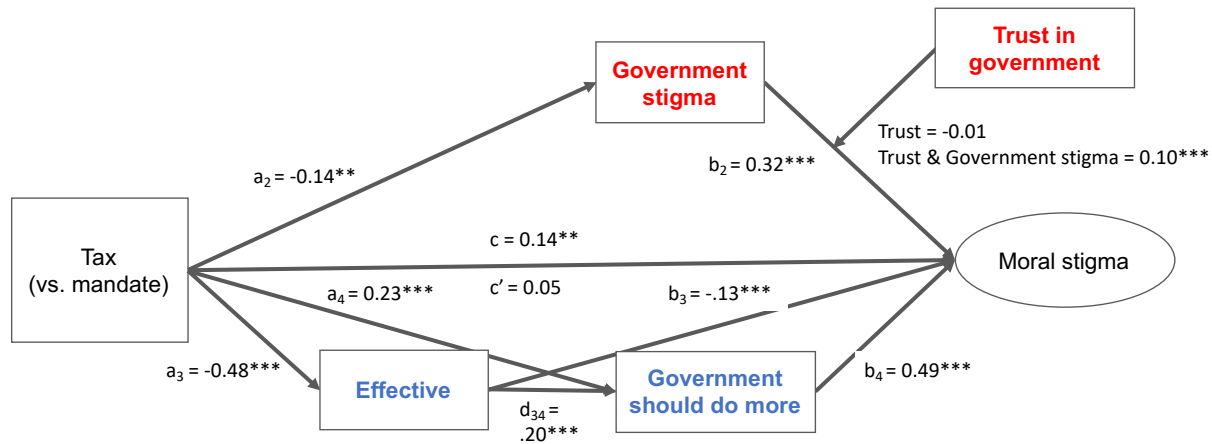 Trust in
government
Government
stigma
Trust = -0.01
Trust & Government stigma = 0.10***
b₂ = 0.32***
a₂ = -0.14**
Tax
(vs. mandate)
c = 0.14**
Moral stigma
a₄ = 0.23***
c’ = 0.05
b₃ = -.13***
a₃ = -0.48***
Effective
Government
should do more
b₄ = 0.49***
d₃₄ =
.20***